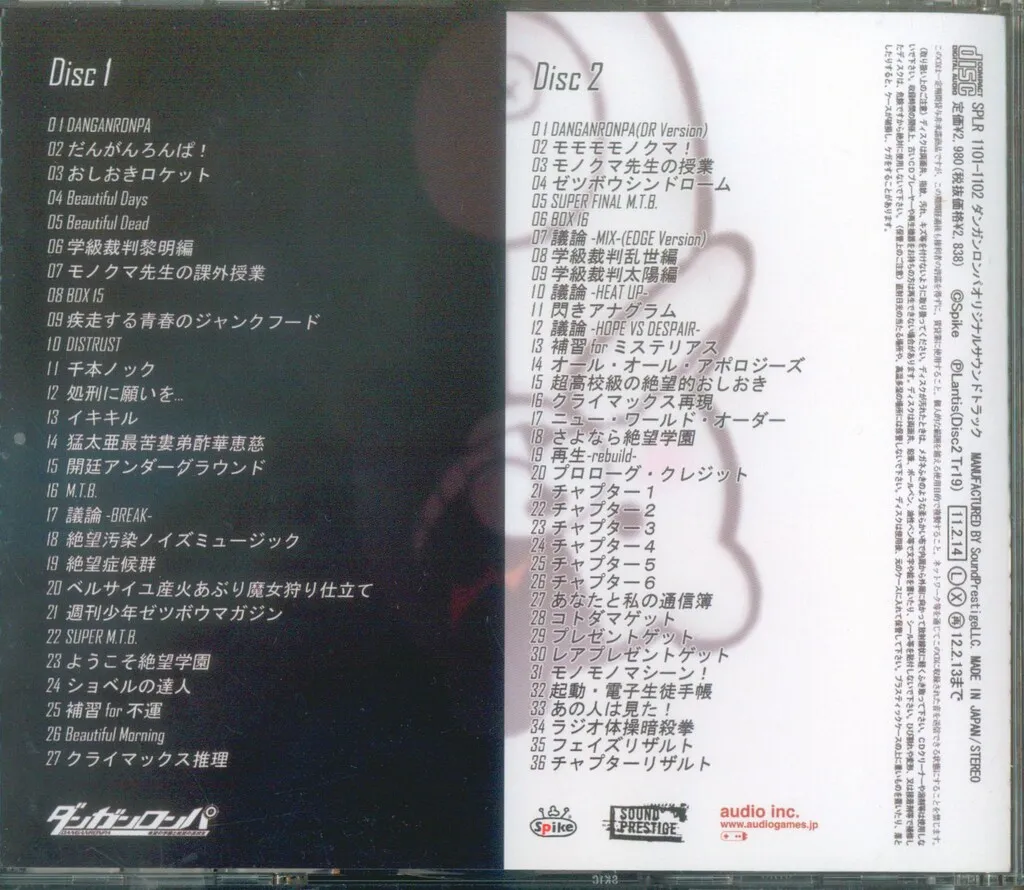 Disc 1
01 DANGANRONPA
02 だんがんろんぱ！
03 おしおきロケット
04 Beautiful Days
05 Beautiful Dead
06 学級裁判黎明編
07 モノクマ先生の課外授業
08 BOX 15
09 疾走する青春のジャンクフード
10 DISTRUST
11 千本ノック
12 処刑に願いを…
13 イキキル
14 猛太亜最苦婁弟酢華恵慈
15 開廷アンダーグラウンド
16 M.T.B.
17 議論 -BREAK-
18 絶望汚染ノイズミュージック
19 絶望症候群
20 ベルサイユ産火あぶり魔女狩り仕立て
21 週刊少年ゼツボウマガジン
22 SUPER M.T.B.
23 ようこそ絶望学園
24 ショベルの達人
25 補習 for 不運
26 Beautiful Morning
27 クライマックス推理
ダンガンロンパ
DANGANRONPA
Disc 2
01 DANGANRONPA(DR Version)
02 モモモモノクマ！
03 モノクマ先生の授業
04 ゼツボウシンドローム
05 SUPER FINAL M.T.B.
06 BOX 16
07 議論 -MIX-(EDGE Version)
08 学級裁判乱世編
09 学級裁判太陽編
10 議論 -HEAT UP-
11 閃きアナグラム
12 議論 -HOPE VS DESPAIR-
13 補習 for ミステリアス
14 オール・オール・アポロジーズ
15 超高校級の絶望的おしおき
16 クライマックス再現
17 ニュー・ワールド・オーダー
18 さよなら絶望学園
19 再生-rebuild-
20 プロローグ・クレジット
21 チャプター1
22 チャプター2
23 チャプター3
24 チャプター4
25 チャプター5
26 チャプター6
27 あなたと私の通信簿
28 コトダマゲット
29 プレゼントゲット
30 レアプレゼントゲット
31 モノモノマシーン！
32 起動・電子生徒手帳
33 あの人は見た！
34 ラジオ体操暗殺拳
35 フェイズリザルト
36 チャプターリザルト
Spike
SOUND PRESTIGE
audio inc.
www.audiogames.jp
COMPACT disc DIGITAL AUDIO
SPLR 1101-1102 ダンガンロンパオリジナルサウンドトラック MANUFACTURED BY SoundPrestigeLLC. MADE IN JAPAN/STEREO
定価¥2,980(税抜価格¥2,838) ©Spike ℗Lantis(Disc2 Tr19) 11.2.14 Ⓛ Ⓧ 再 12.2.13まで